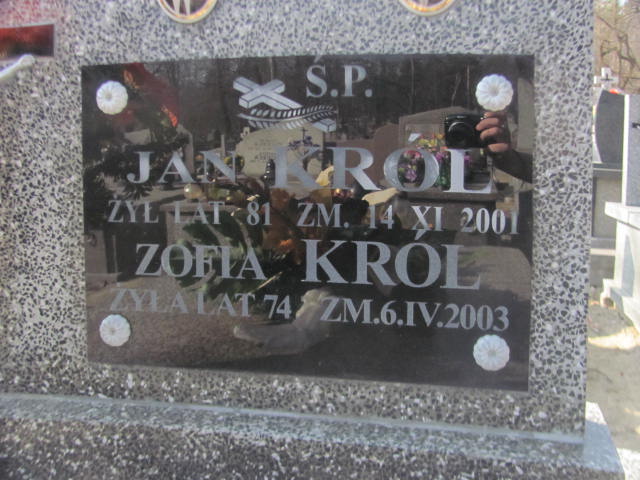 Ś.P.
JAN KRÓL
ŻYŁ LAT 81 ZM. 14 XI 2001
ZOFIA KRÓL
ŻYŁA LAT 74 ZM.6.IV.2003